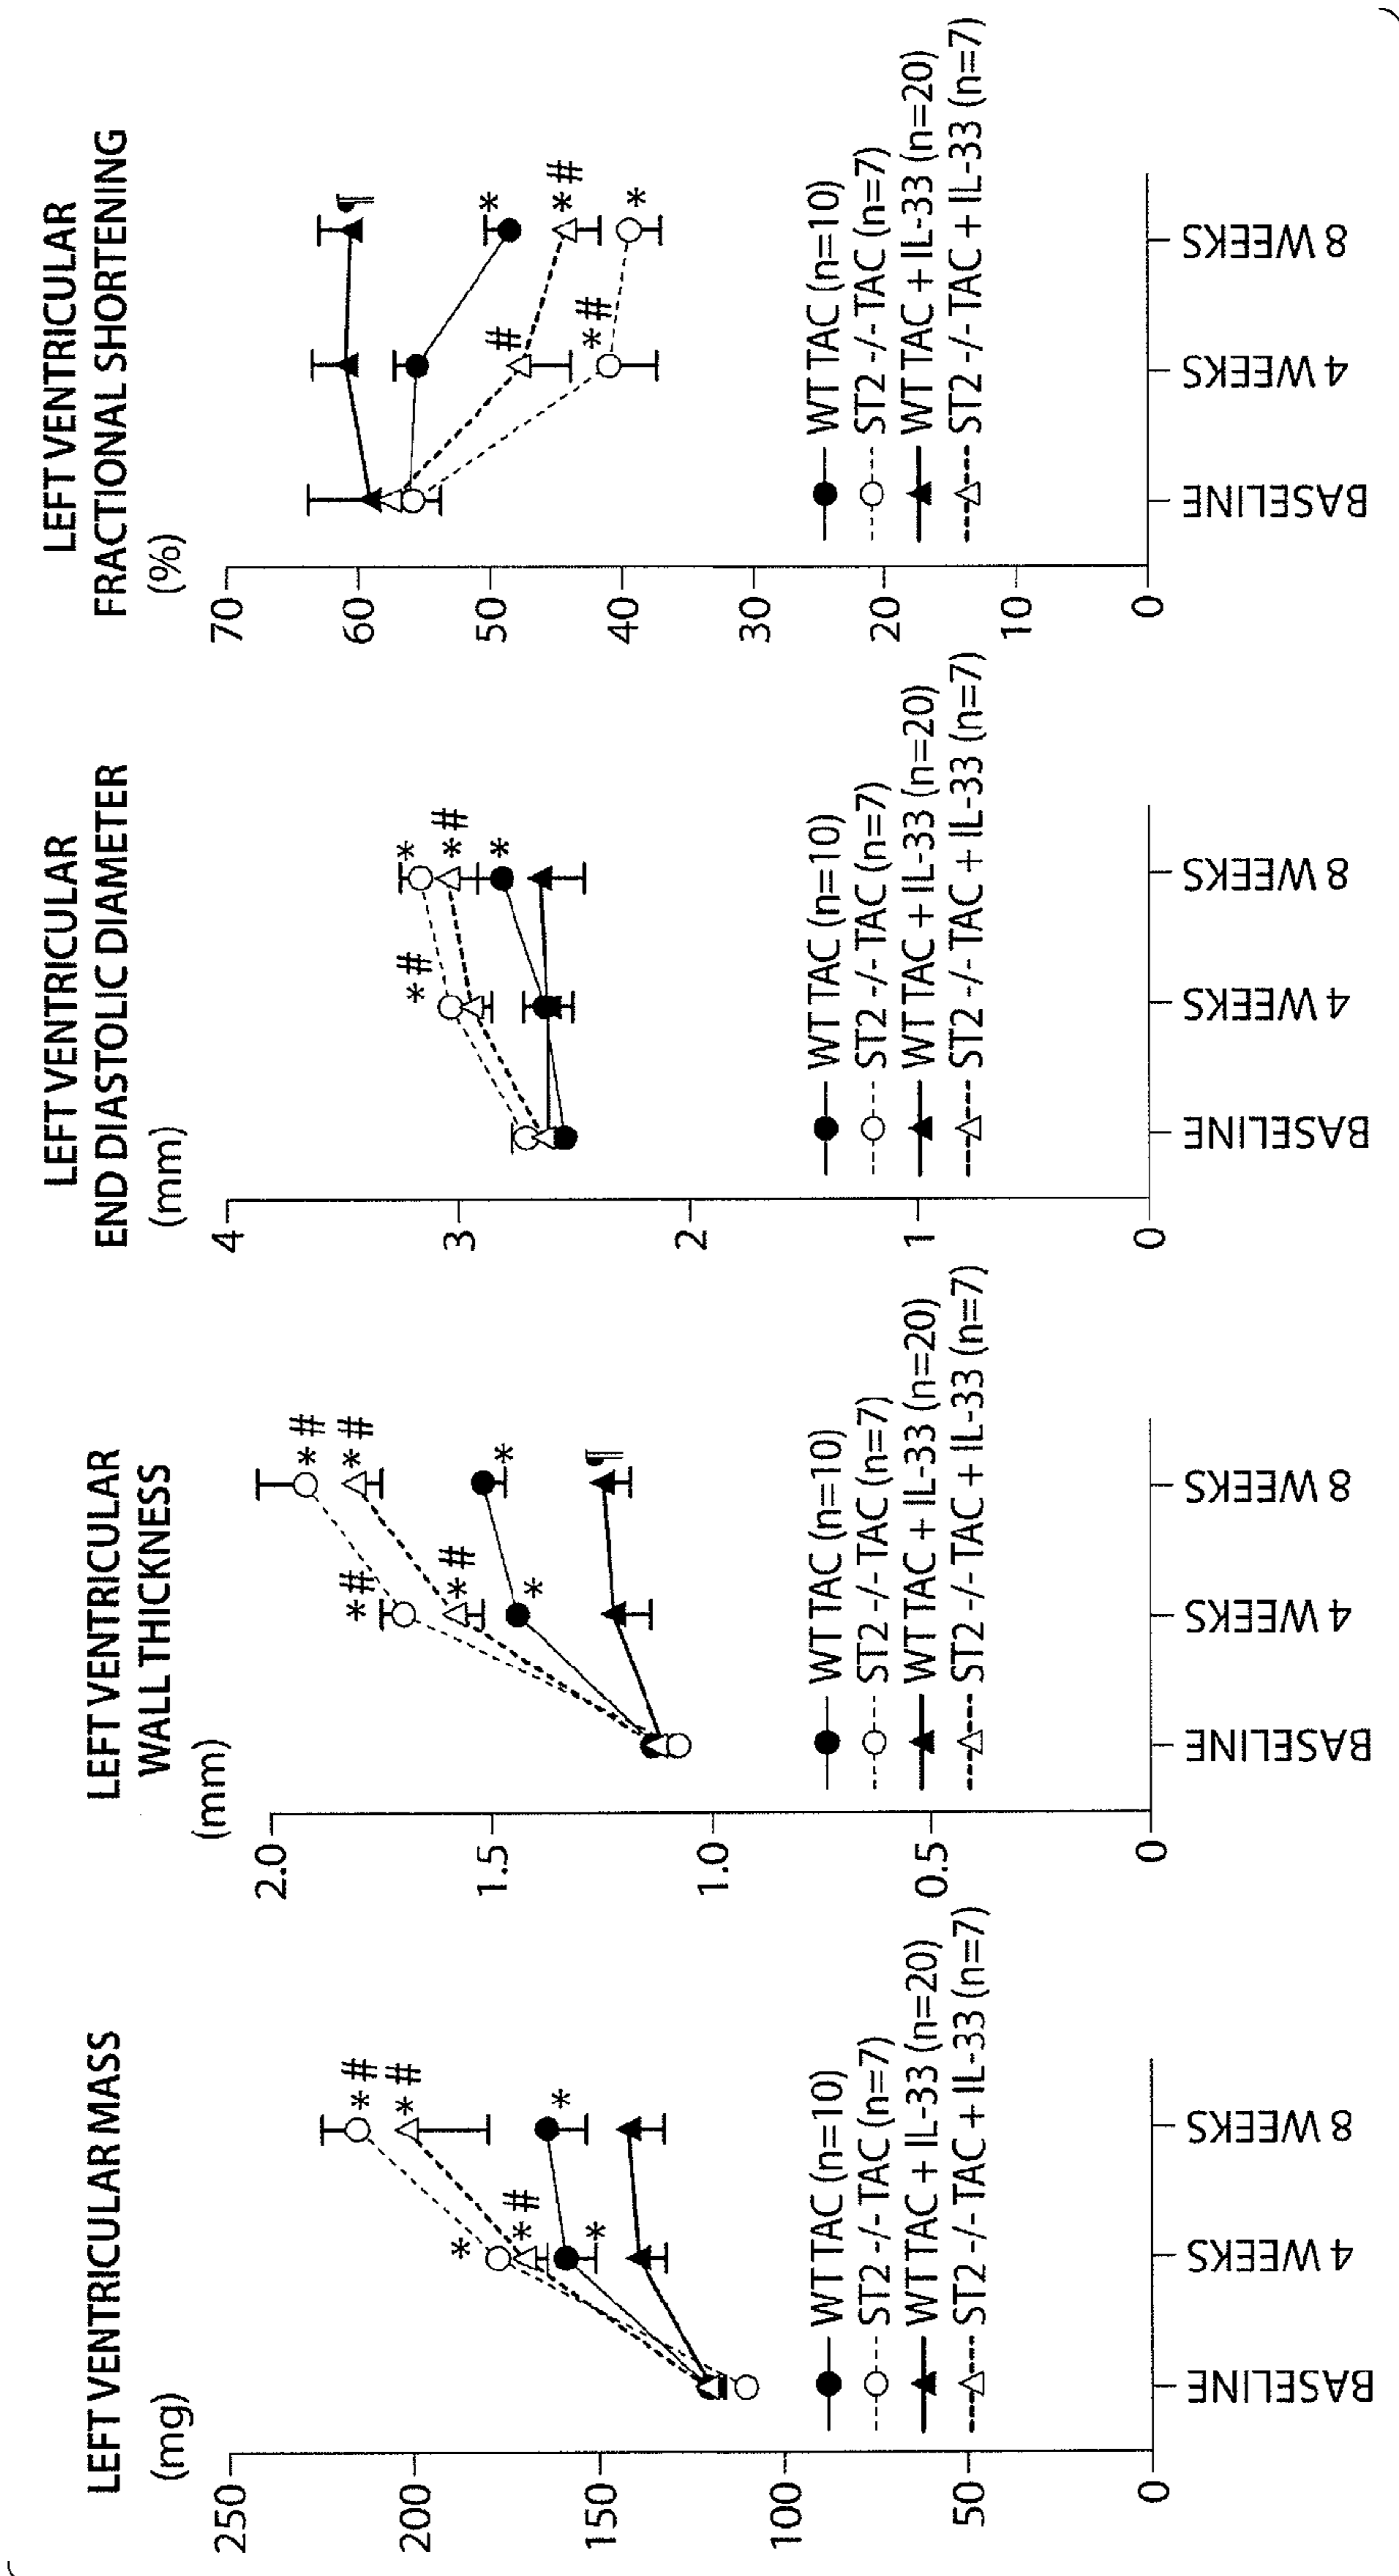 LEFT VENTRICULAR MASS
(mg)
250
200
150
100
50
0
* #
* #
*
*
* #
*
WT TAC (n=10)
ST2 -/- TAC (n=7)
WT TAC + IL-33 (n=20)
ST2 -/- TAC + IL-33 (n=7)
BASELINE
4 WEEKS
8 WEEKS
LEFT VENTRICULAR
WALL THICKNESS
(mm)
2.0
1.5
1.0
0.5
0
* #
* #
* #
* #
*
*
¶
WT TAC (n=10)
ST2 -/- TAC (n=7)
WT TAC + IL-33 (n=20)
ST2 -/- TAC + IL-33 (n=7)
BASELINE
4 WEEKS
8 WEEKS
LEFT VENTRICULAR
END DIASTOLIC DIAMETER
(mm)
4
3
2
1
0
* #
*
* #
*
WT TAC (n=10)
ST2 -/- TAC (n=7)
WT TAC + IL-33 (n=20)
ST2 -/- TAC + IL-33 (n=7)
BASELINE
4 WEEKS
8 WEEKS
LEFT VENTRICULAR
FRACTIONAL SHORTENING
(%)
70
60
50
40
30
20
10
0
¶
*
#
* #
* #
*
WT TAC (n=10)
ST2 -/- TAC (n=7)
WT TAC + IL-33 (n=20)
ST2 -/- TAC + IL-33 (n=7)
BASELINE
4 WEEKS
8 WEEKS